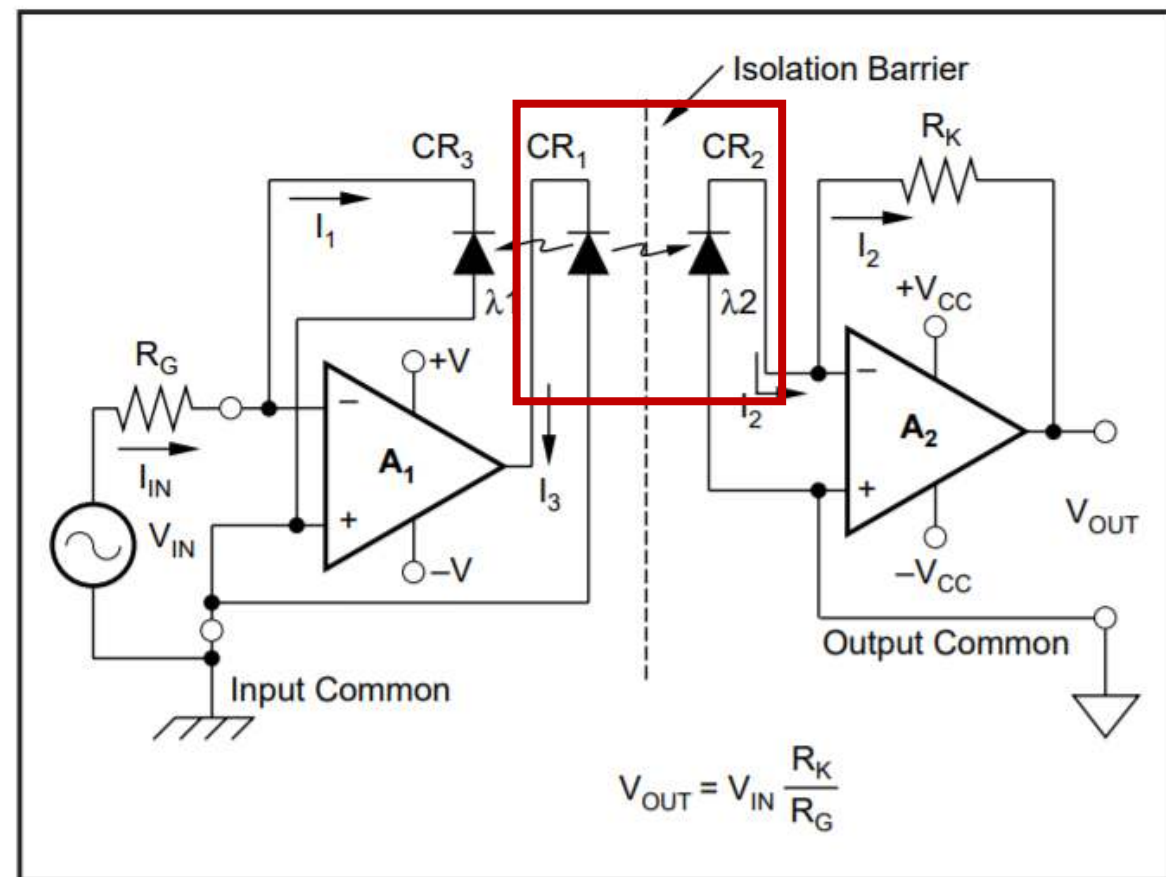 Isolation Barrier
CR3 CR1 CR2 RK
I1 I2
λ1 λ2 +VCC
RG +V
– – I2
A1 A2
IIN I3
VIN + + VOUT
–V –VCC
Output Common
Input Common
VOUT = VIN RK / RG